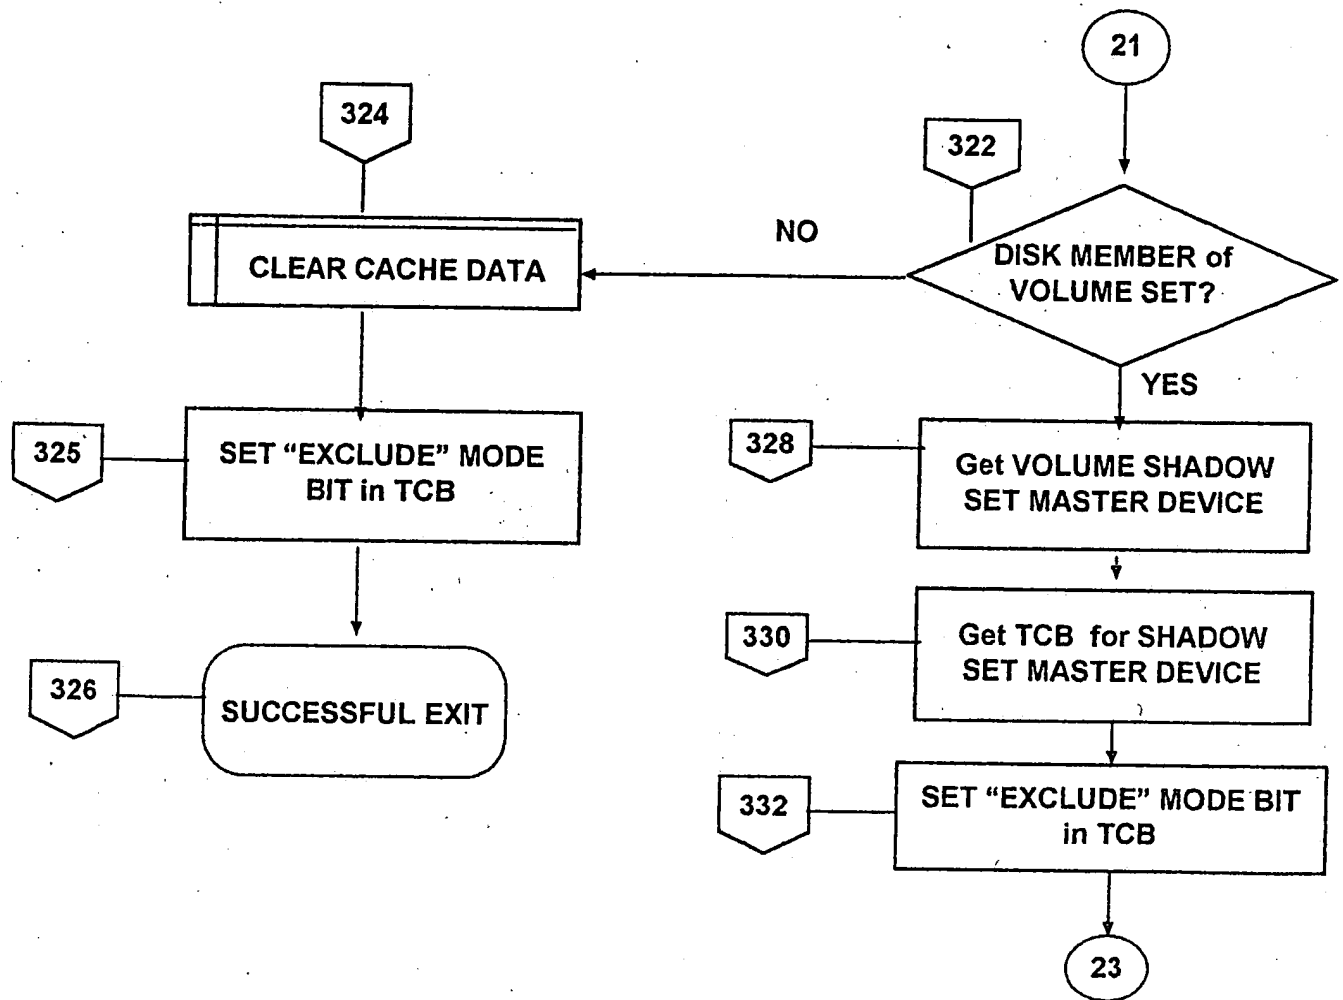 21
322
DISK MEMBER of
VOLUME SET?
NO
YES
324
CLEAR CACHE DATA
325
SET “EXCLUDE” MODE
BIT in TCB
326
SUCCESSFUL EXIT
328
Get VOLUME SHADOW
SET MASTER DEVICE
330
Get TCB for SHADOW
SET MASTER DEVICE
332
SET “EXCLUDE” MODE BIT
in TCB
23